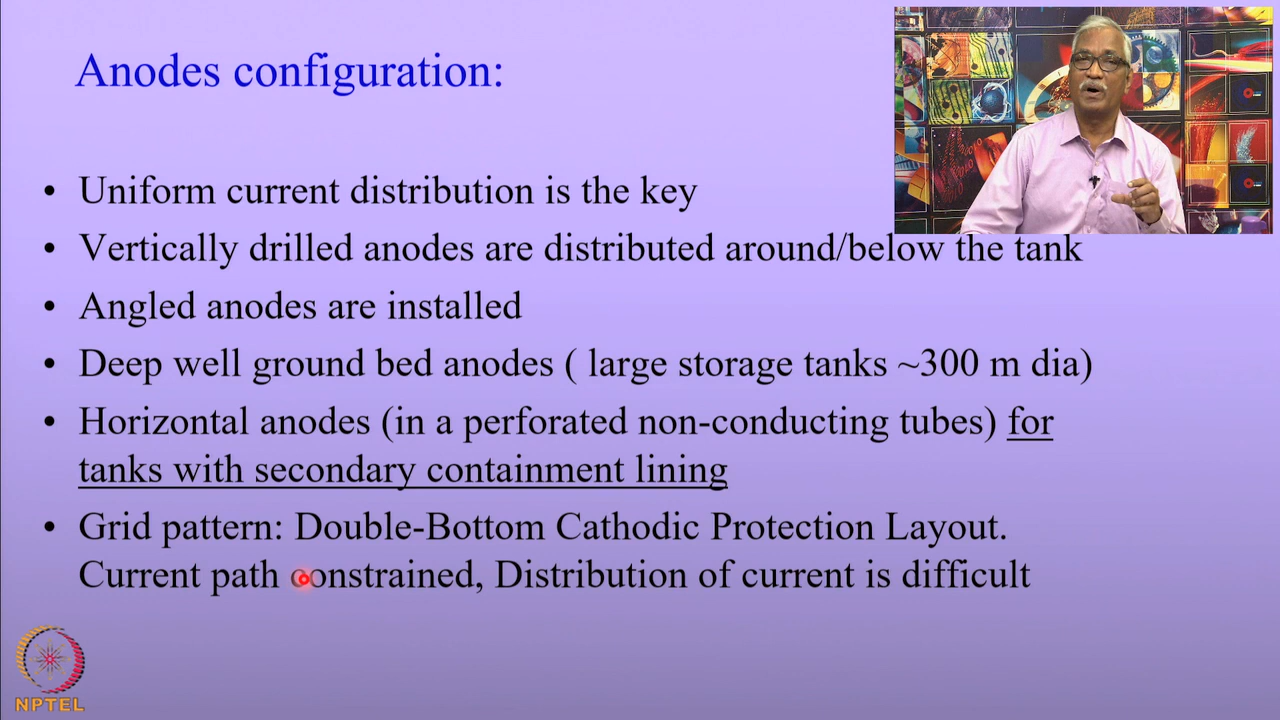 Anodes configuration:
• Uniform current distribution is the key
• Vertically drilled anodes are distributed around/below the tank
• Angled anodes are installed
• Deep well ground bed anodes ( large storage tanks ~300 m dia)
• Horizontal anodes (in a perforated non-conducting tubes) for
tanks with secondary containment lining
• Grid pattern: Double-Bottom Cathodic Protection Layout.
Current path constrained, Distribution of current is difficult
NPTEL